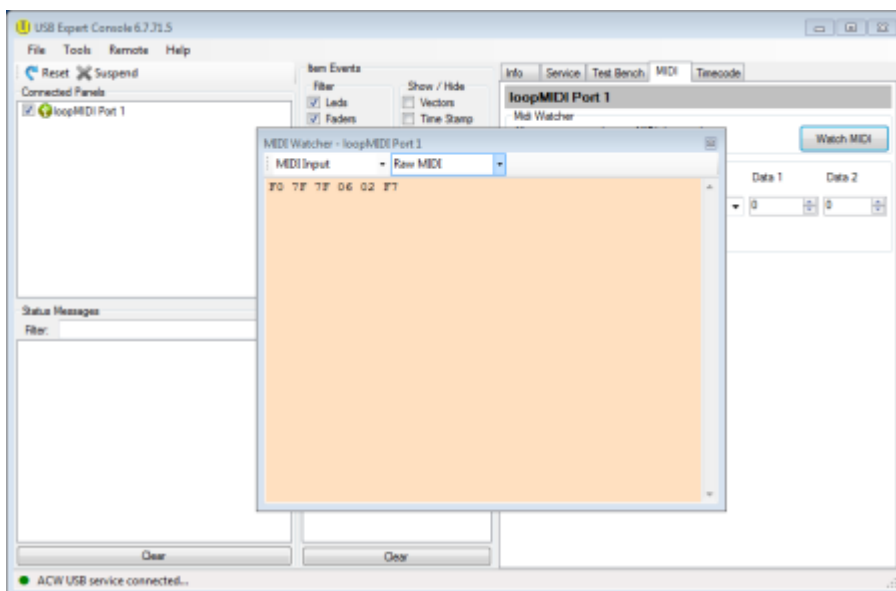 USB Expert Console 6.7.71.5
File Tools Remote Help
Reset Suspend
Connected Panels
loopMIDI Port 1
Item Events
Filter
Leds
Faders
Show / Hide
Vectors
Time Stamp
Info Service Test Bench MIDI Timecode
loopMIDI Port 1
Midi Watcher
Watch MIDI
Data 1 Data 2
0 0
MIDI Watcher - loopMIDI Port 1
MIDI Input Raw MIDI
F0 7F 7F 06 02 F7
Status Messages
Filter:
Clear Clear
ACW USB service connected...